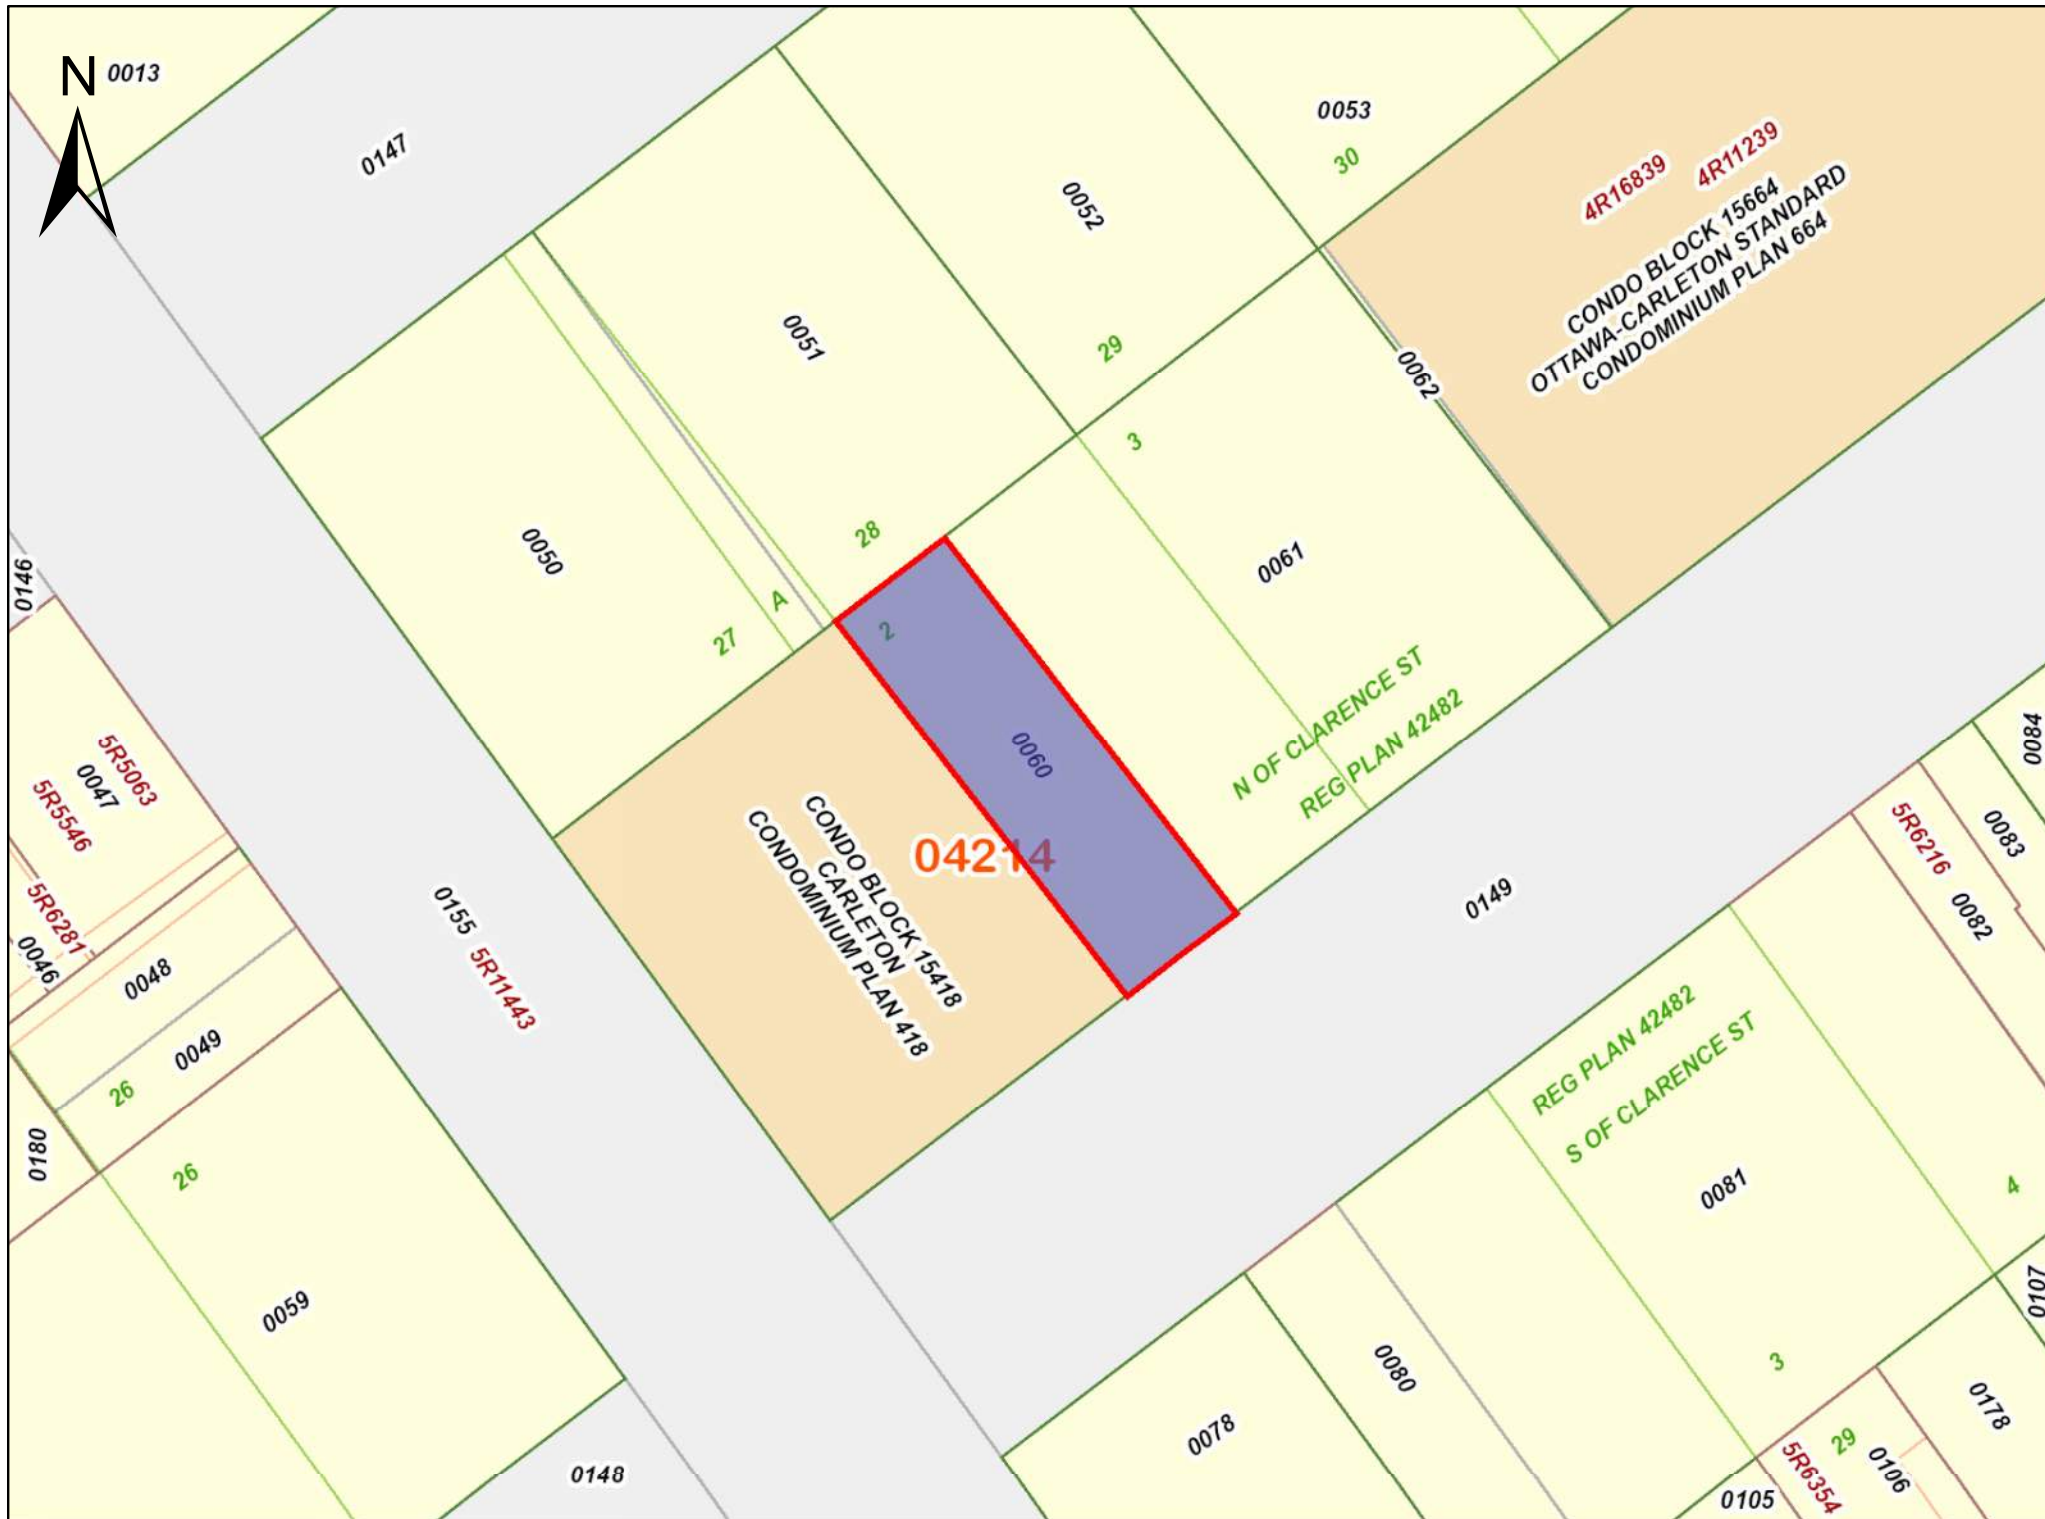 N
0013
0147
0053
30
0052
4R16839
4R11239
CONDO BLOCK 15664
OTTAWA-CARLETON STANDARD
CONDOMINIUM PLAN 664
0051
29
0062
3
28
0050
0061
0146
A
2
27
N OF CLARENCE ST
REG PLAN 42482
0060
0084
5R5063
0047
5R5546
CONDO BLOCK 15418
CARLETON
CONDOMINIUM PLAN 418
04214
5R6216
0083
0082
0149
0155
5R11443
5R6281
0046
0048
0049
26
REG PLAN 42482
S OF CLARENCE ST
0180
26
0081
4
0059
0107
3
0080
0178
0078
0148
29
5R6354
0106
0105